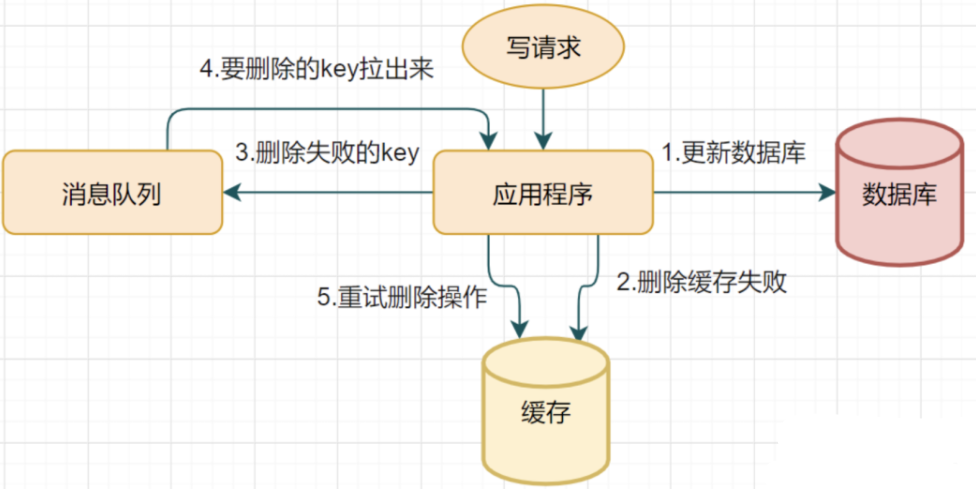 写请求
4.要删除的key拉出来
3.删除失败的key
1.更新数据库
消息队列
应用程序
数据库
5.重试删除操作
2.删除缓存失败
缓存